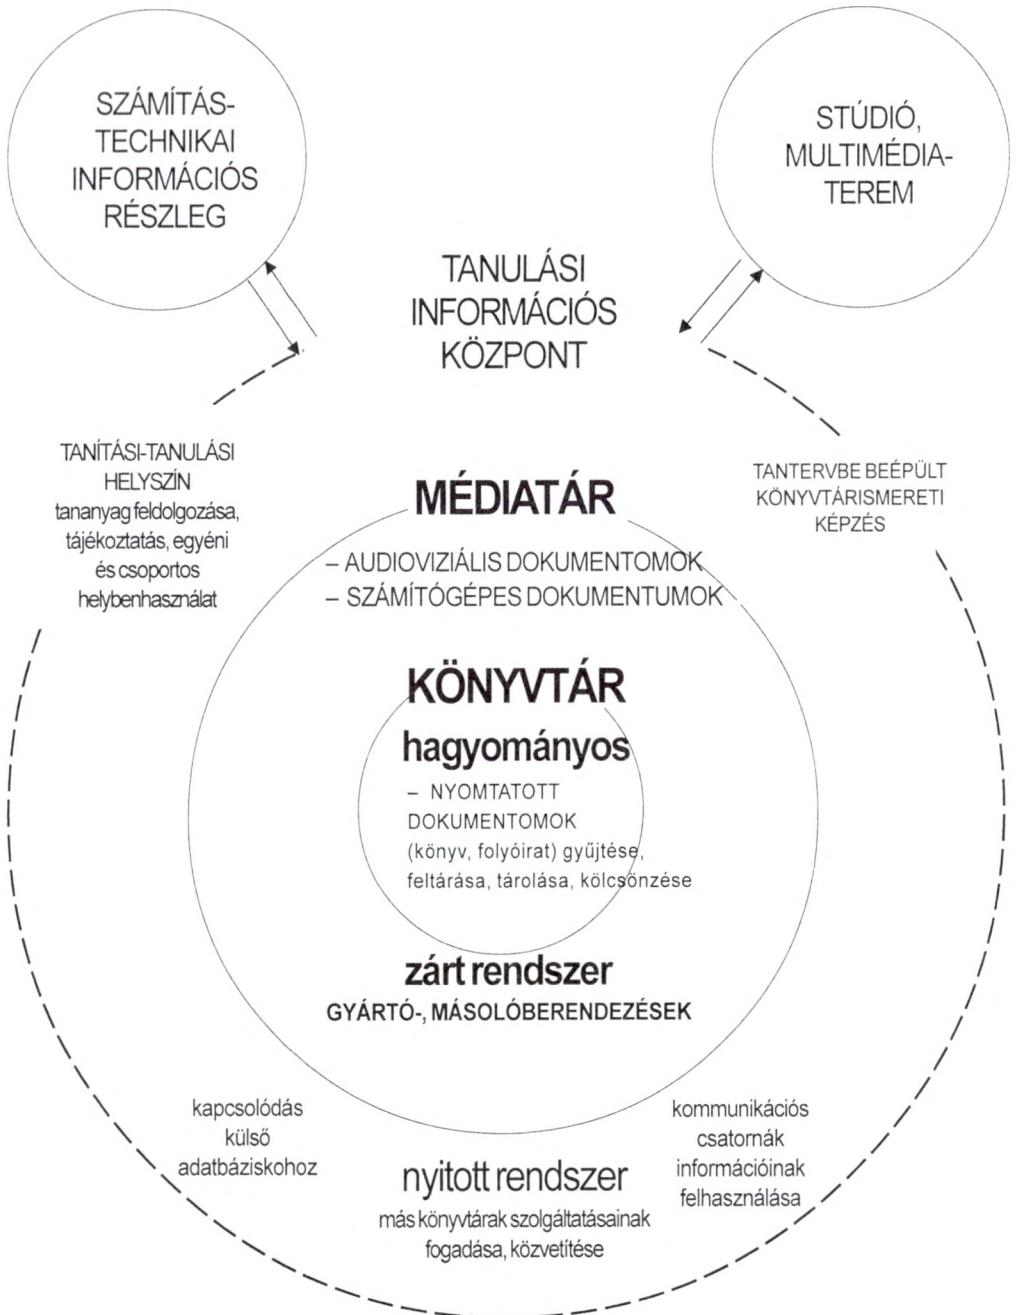 SZÁMÍTÁS-
TECHNIKAI
INFORMÁCIÓS
RÉSZLEG
STÚDIÓ,
MULTIMÉDIA-
TEREM
TANULÁSI
INFORMÁCIÓS
KÖZPONT
TANÍTÁSI-TANULÁSI
HELYSZÍN
tananyag feldolgozása,
tájékoztatás, egyéni
és csoportos
helybenhasználat
TANTERVBE BEÉPÜLT
KÖNYVTÁRISMERETI
KÉPZÉS
MÉDIATÁR
– AUDIOVIZIÁLIS DOKUMENTOMOK
– SZÁMÍTÓGÉPES DOKUMENTUMOK
KÖNYVTÁR
hagyományos
– NYOMTATOTT
DOKUMENTOMOK
(könyv, folyóirat) gyűjtése,
feltárása, tárolása, kölcsönzése
zárt rendszer
GYÁRTÓ-, MÁSOLÓBERENDEZÉSEK
kapcsolódás
külső
adatbáziskohoz
nyitott rendszer
más könyvtárak szolgáltatásainak
fogadása, közvetítése
kommunikációs
csatornák
információinak
felhasználása